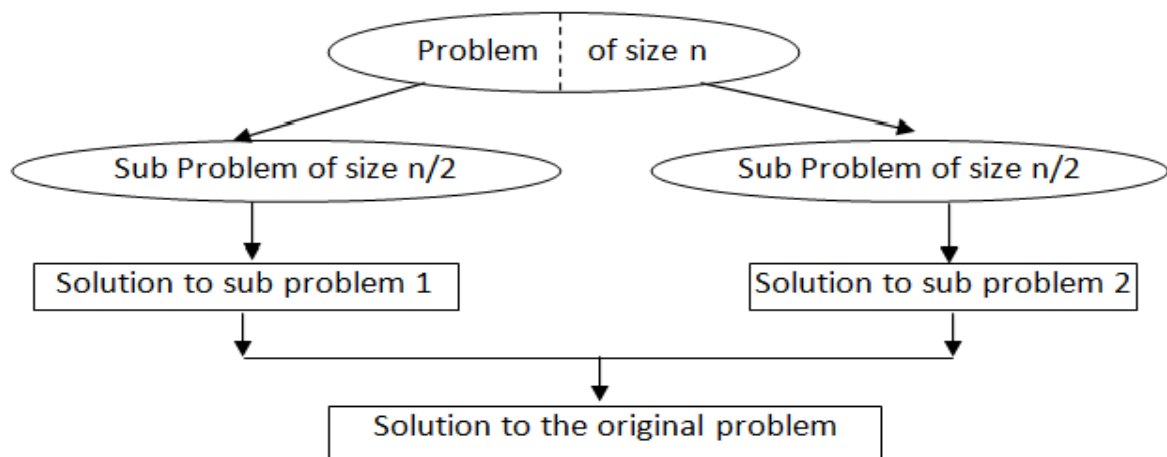 Problem of size n
Sub Problem of size n/2
Sub Problem of size n/2
Solution to sub problem 1
Solution to sub problem 2
Solution to the original problem